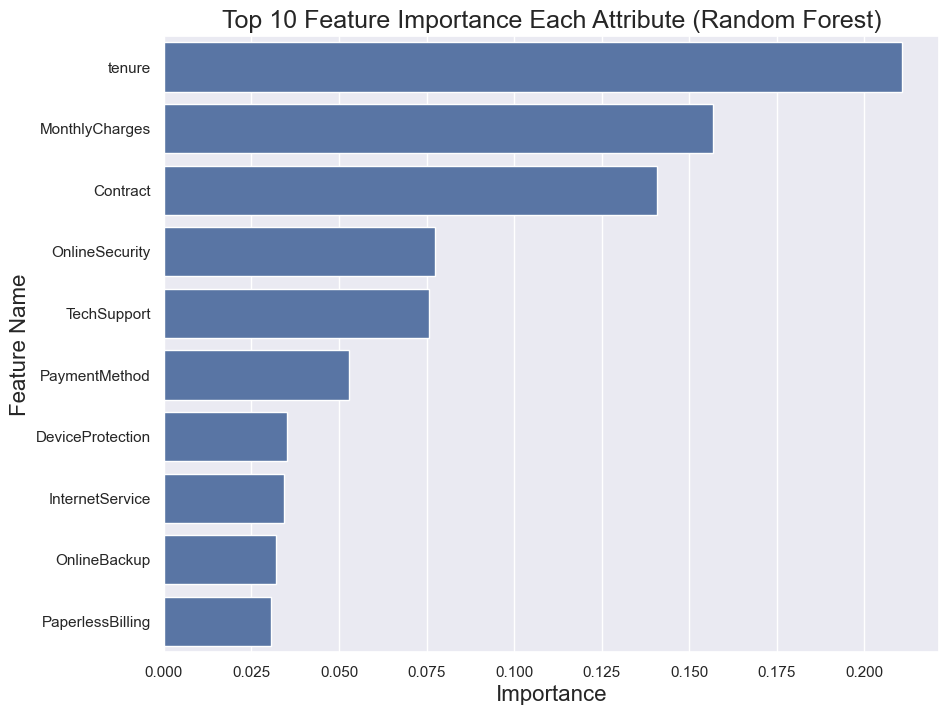 Top 10 Feature Importance Each Attribute (Random Forest)
tenure
MonthlyCharges
Contract
OnlineSecurity
TechSupport
PaymentMethod
DeviceProtection
InternetService
OnlineBackup
PaperlessBilling
Feature Name
0.000 0.025 0.050 0.075 0.100 0.125 0.150 0.175 0.200
Importance